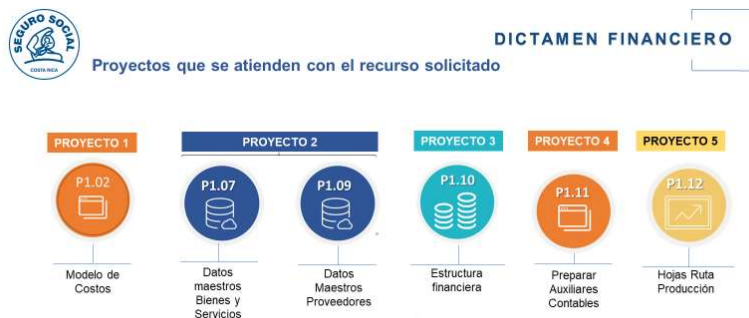 SEGURO SOCIAL
COSTA RICA
DICTAMEN FINANCIERO
Proyectos que se atienden con el recurso solicitado
PROYECTO 1
PROYECTO 2
PROYECTO 3
PROYECTO 4
PROYECTO 5
P1.02
P1.07
P1.09
P1.10
P1.11
P1.12
Modelo de
Costos
Datos
maestros
Bienes y
Servicios
Datos
Maestros
Proveedores
Estructura
financiera
Preparar
Auxiliares
Contables
Hojas Ruta
Producción